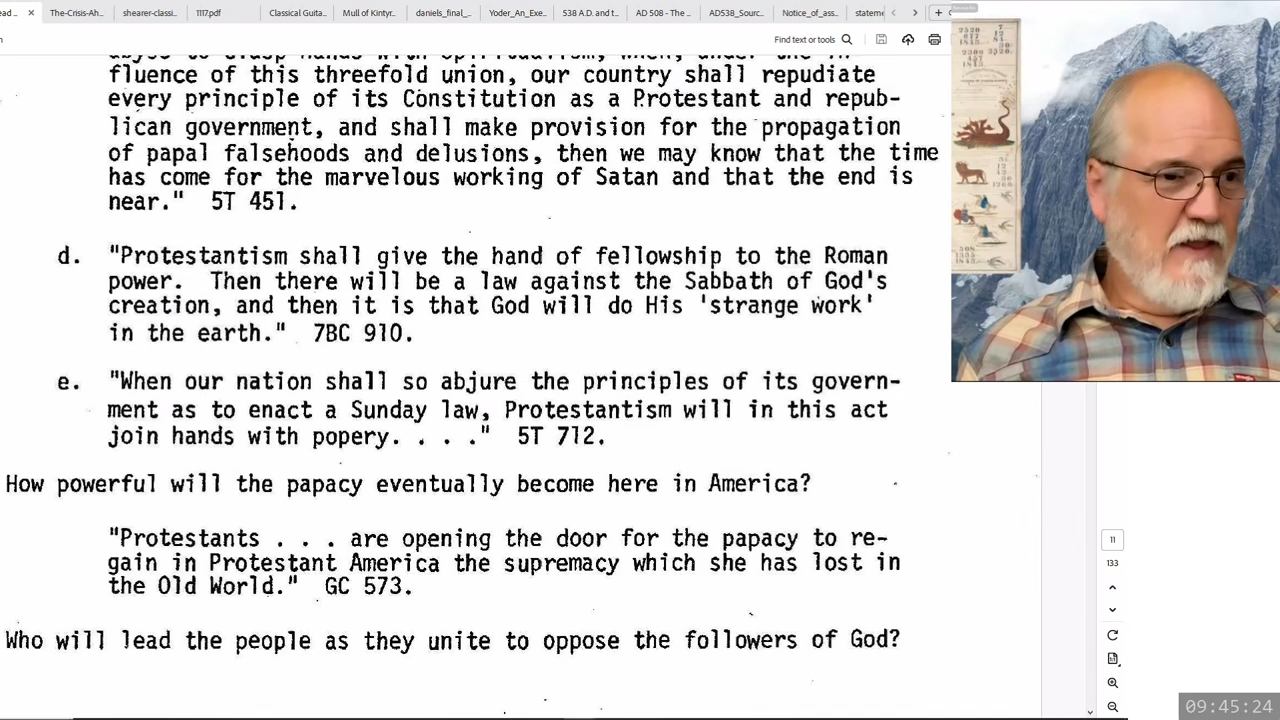 ead ..
The-Crisis-Ah..
shearer-classi..
1117.pdf
Classical Guita..
Mull of Kintyr..
daniels_final_..
Yoder_An_Exe..
538 A.D. and t..
AD 508 - The ..
AD538_Sourc..
Notice_of_ass..
stateme
Find text or tools
fluence of this threefold union, our country shall repudiate
every principle of its Constitution as a Protestant and repub-
lican government, and shall make provision for the propagation
of papal falsehoods and delusions, then we may know that the time
has come for the marvelous working of Satan and that the end is
near." 5T 451.
d. "Protestantism shall give the hand of fellowship to the Roman
power. Then there will be a law against the Sabbath of God's
creation, and then it is that God will do His 'strange work'
in the earth." 7BC 910.
e. "When our nation shall so abjure the principles of its govern-
ment as to enact a Sunday law, Protestantism will in this act
join hands with popery. . . ." 5T 712.
How powerful will the papacy eventually become here in America?
"Protestants . . . are opening the door for the papacy to re-
gain in Protestant America the supremacy which she has lost in
the Old World." GC 573.
Who will lead the people as they unite to oppose the followers of God?
11
133
09:45:24